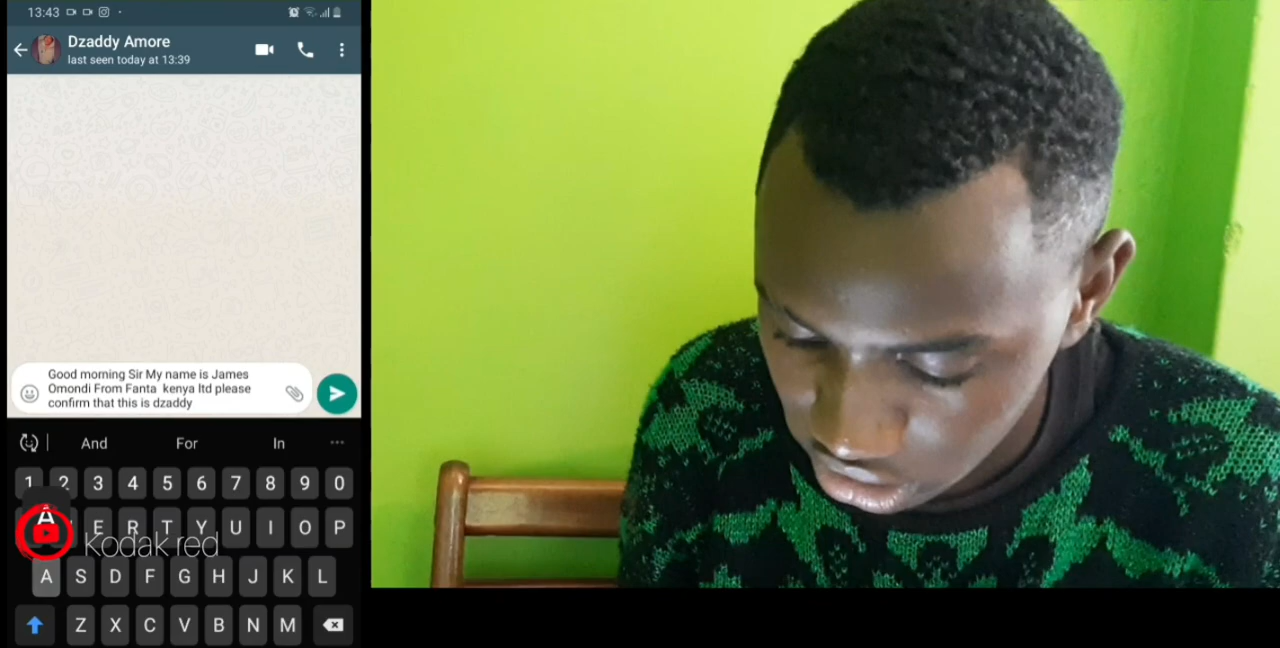 13:43
Dzaddy Amore
last seen today at 13:39
Good morning Sir My name is James
Omondi From Fanta kenya ltd please
confirm that this is dzaddy
And For In
1 2 3 4 5 6 7 8 9 0
A
E R T Y U I O P
Kodak red
A S D F G H J K L
Z X C V B N M